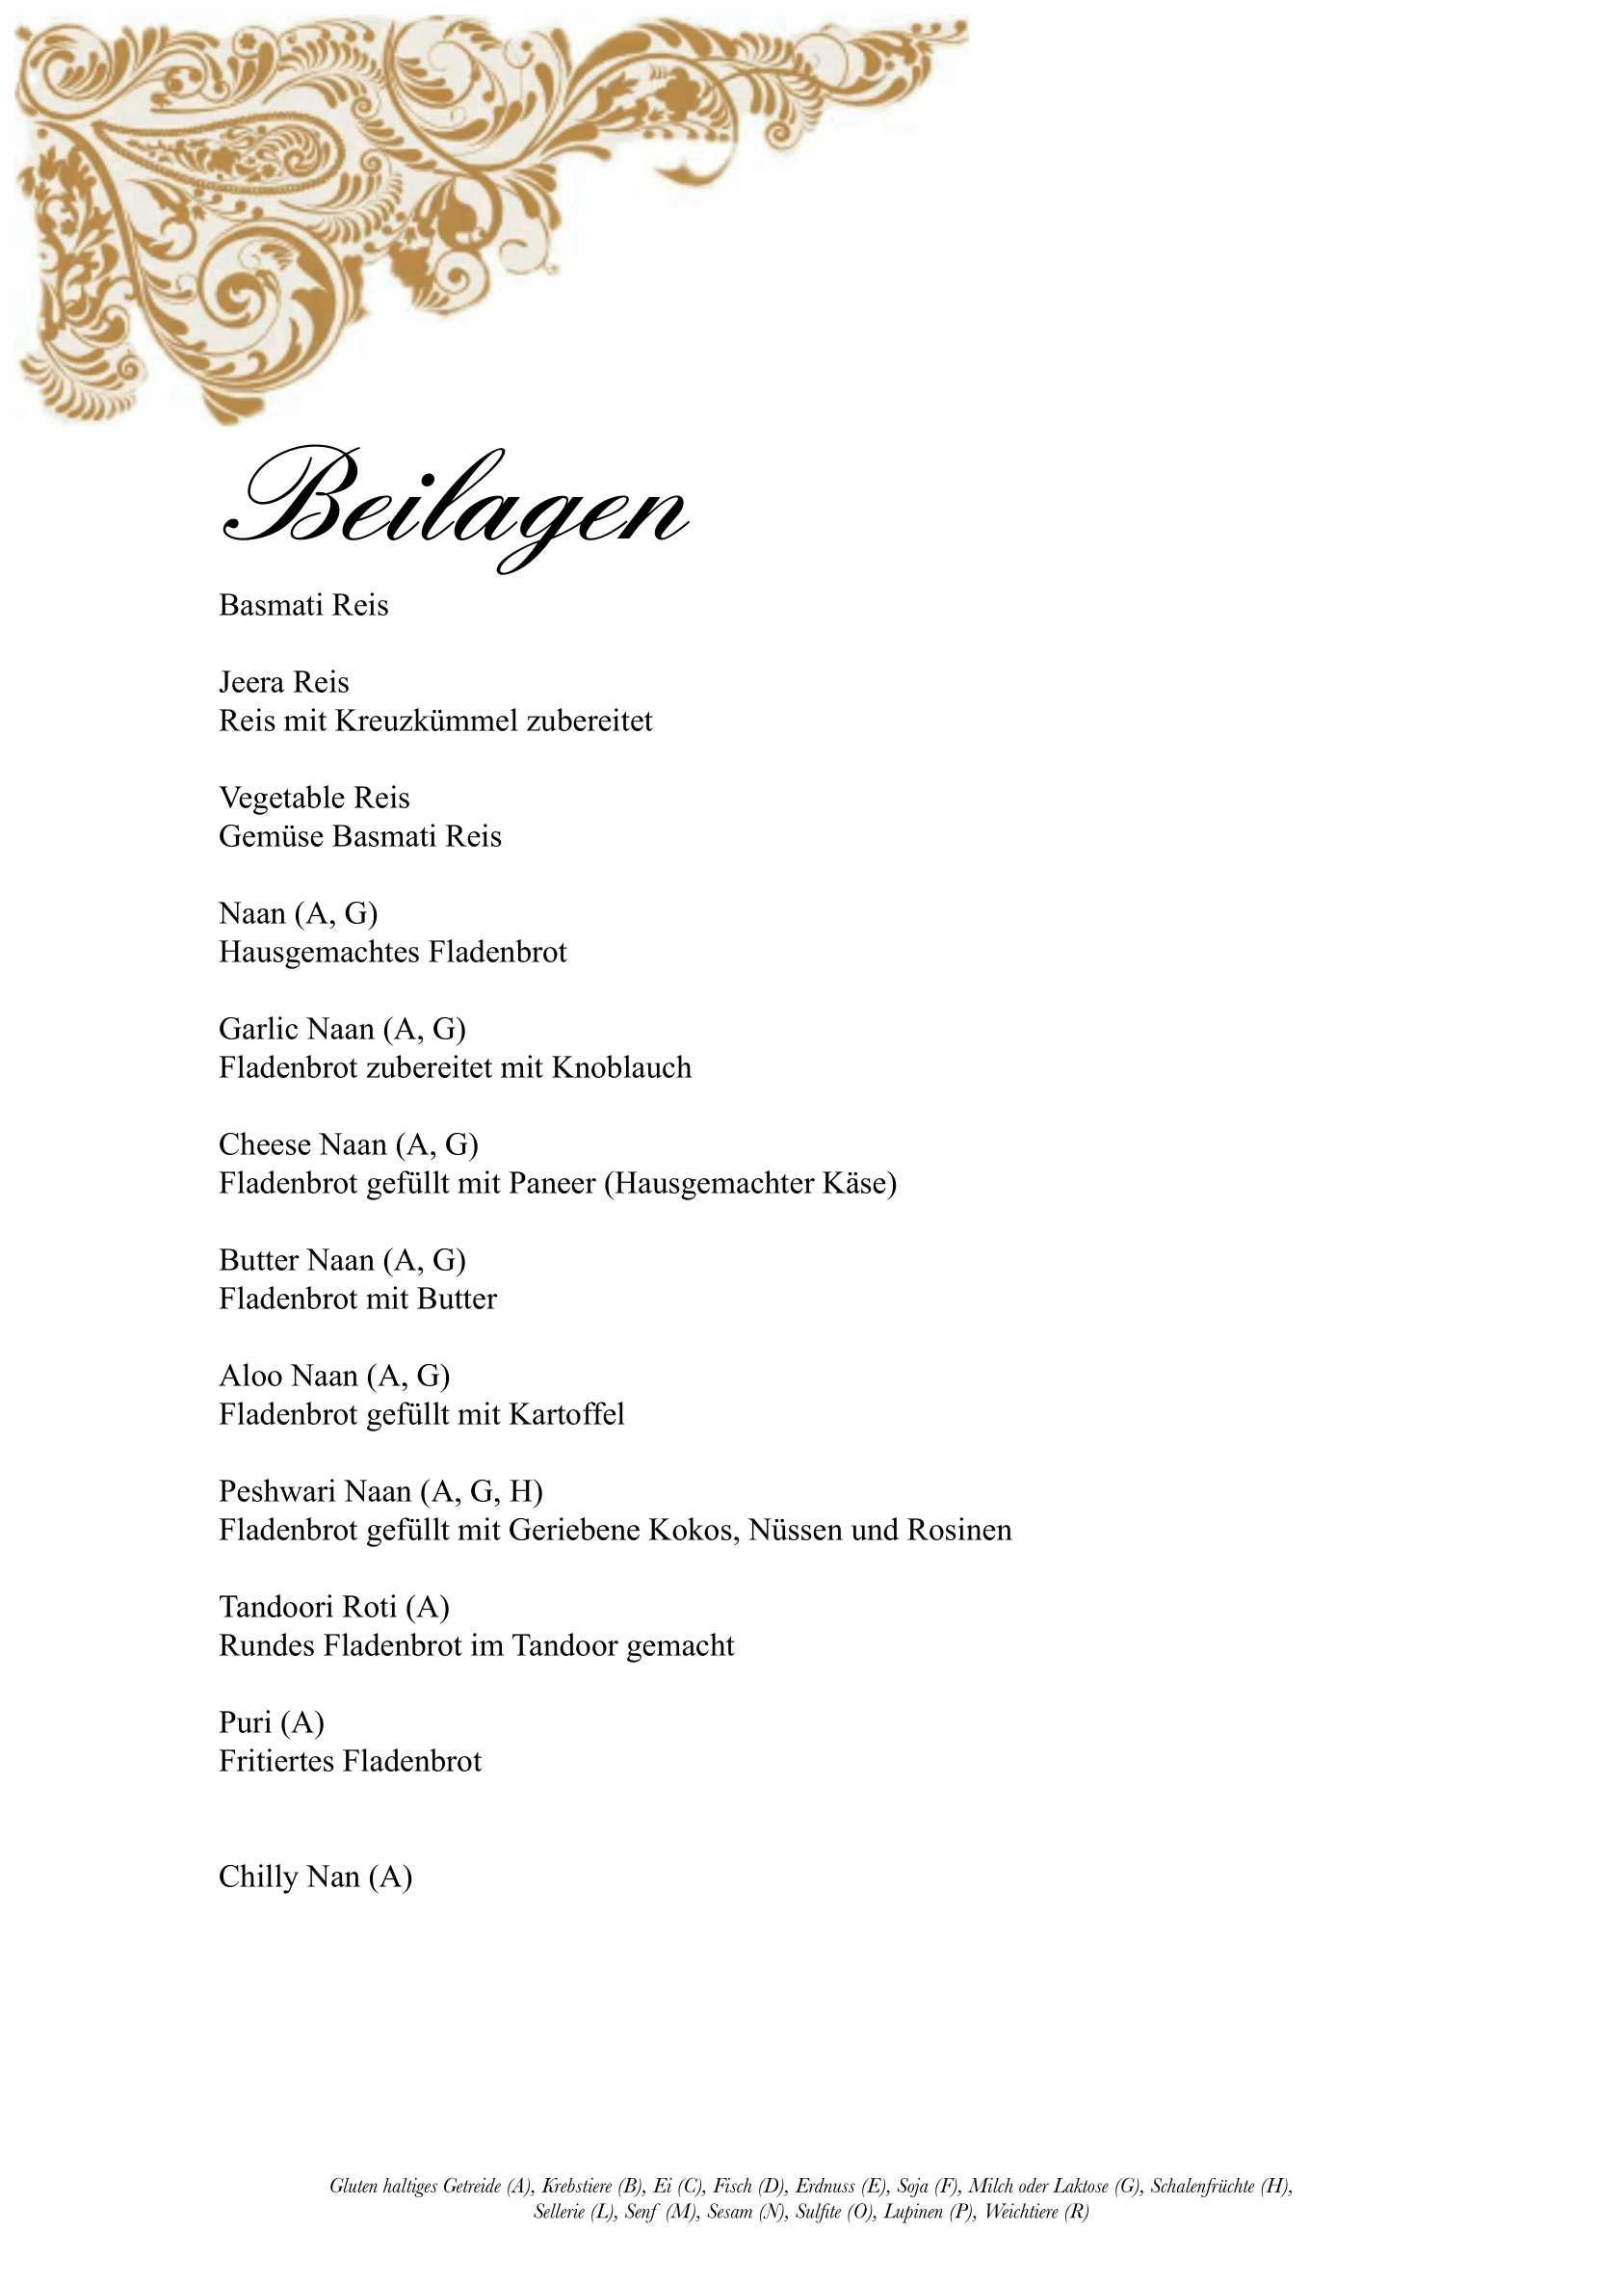 Beilagen
Basmati Reis
Jeera Reis
Reis mit Kreuzkümmel zubereitet
Vegetable Reis
Gemüse Basmati Reis
Naan (A, G)
Hausgemachtes Fladenbrot
Garlic Naan (A, G)
Fladenbrot zubereitet mit Knoblauch
Cheese Naan (A, G)
Fladenbrot gefüllt mit Paneer (Hausgemachter Käse)
Butter Naan (A, G)
Fladenbrot mit Butter
Aloo Naan (A, G)
Fladenbrot gefüllt mit Kartoffel
Peshwari Naan (A, G, H)
Fladenbrot gefüllt mit Geriebene Kokos, Nüssen und Rosinen
Tandoori Roti (A)
Rundes Fladenbrot im Tandoor gemacht
Puri (A)
Fritiertes Fladenbrot
Chilly Nan (A)
Gluten haltiges Getreide (A), Krebstiere (B), Ei (C), Fisch (D), Erdnuss (E), Soja (F), Milch oder Laktose (G), Schalenfrüchte (H),
Sellerie (L), Senf (M), Sesam (N), Sulfite (O), Lupinen (P), Weichtiere (R)